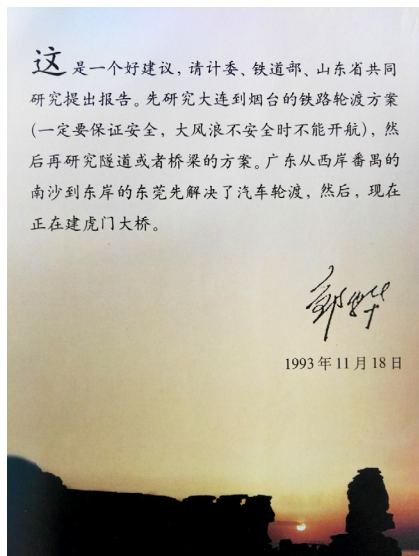 这是一个好建议，请计委、铁道部、山东省共同
研究提出报告。先研究大连到烟台的铁路轮渡方案
(一定要保证安全，大风浪不安全时不能开航)，然
后再研究隧道或者桥梁的方案。广东从西岸番禺的
南沙到东岸的东莞先解决了汽车轮渡，然后，现在
正在建虎门大桥。
1993年11月18日